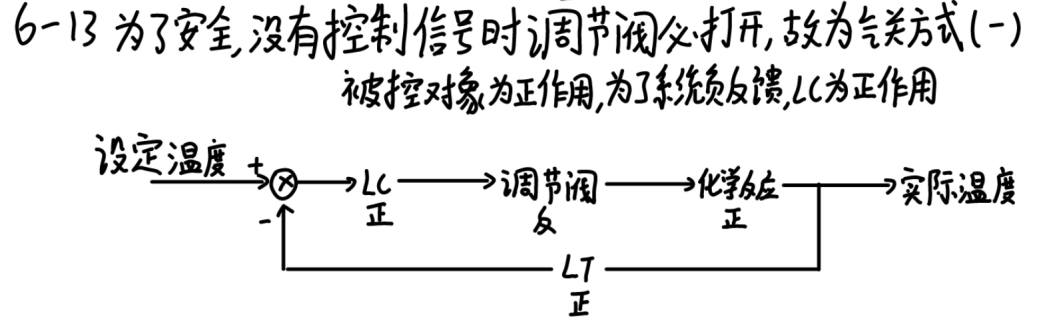 6-13 为了安全,没有控制信号时调节阀必打开,故为气关方式(-)
被控对象为正作用,为了系统负反馈,LC为正作用
设定温度 + LC 调节阀 化学反应 实际温度
- 正 反 正
LT
正